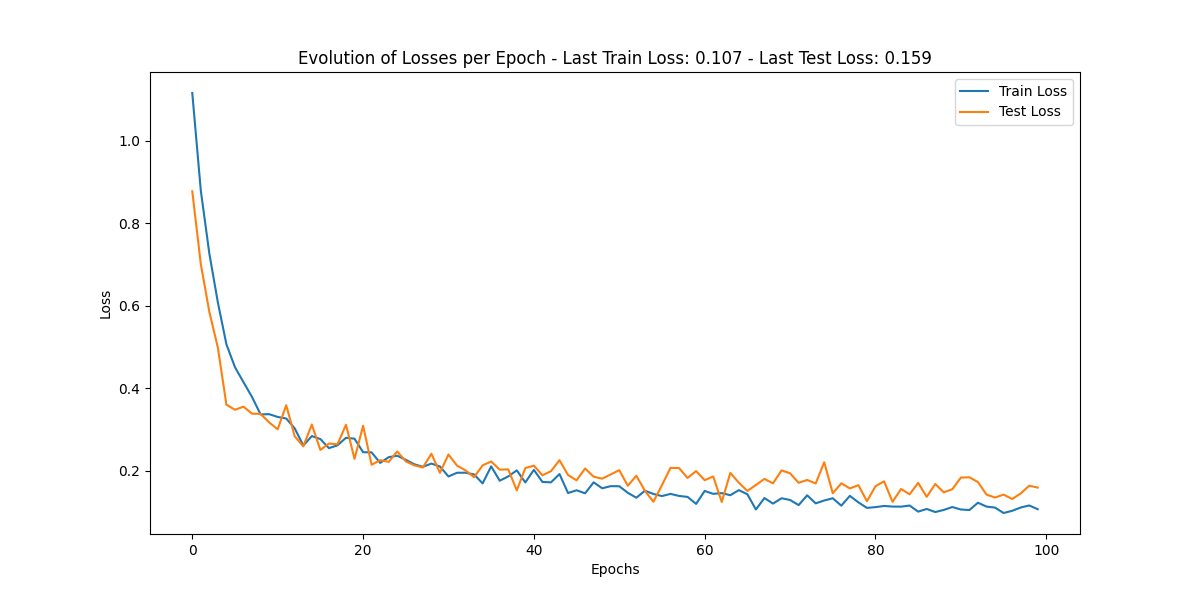 Evolution of Losses per Epoch - Last Train Loss: 0.107 - Last Test Loss: 0.159
Train Loss
Test Loss
1.0
0.8
0.6
0.4
0.2
Loss
0
20
40
60
80
100
Epochs